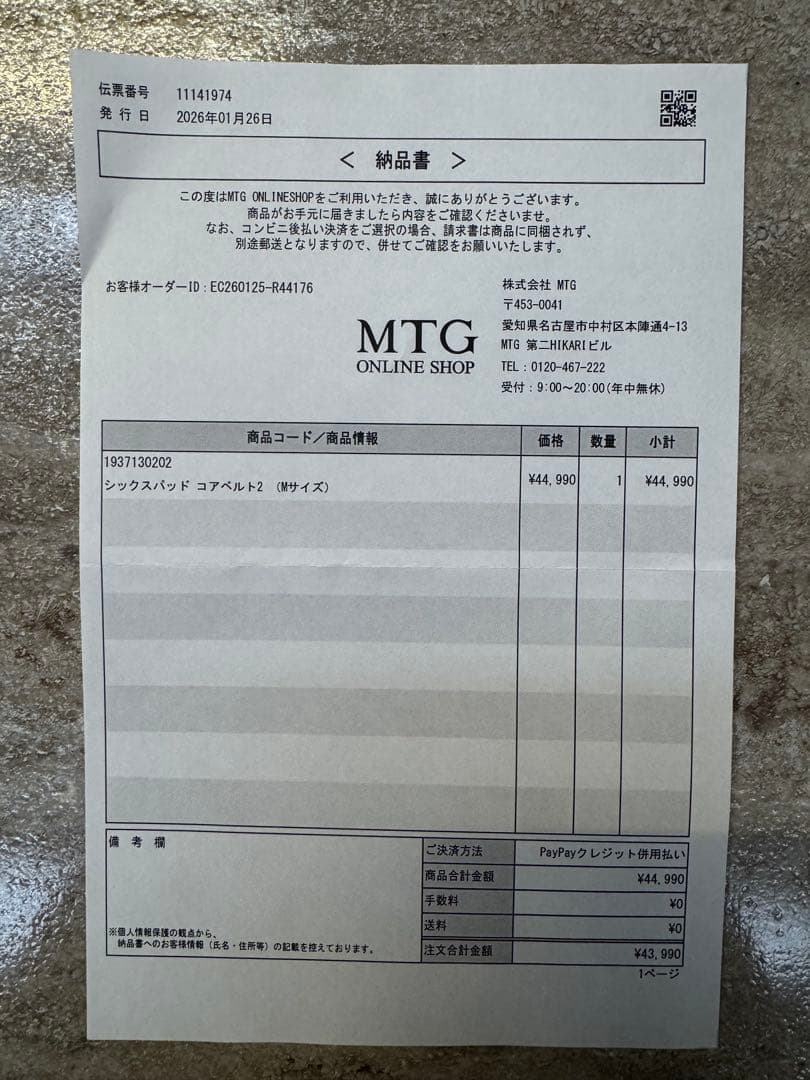 伝票番号 11141974
発行日 2026年01月26日
＜ 納品書 ＞
この度はMTG ONLINESHOPをご利用いただき、誠にありがとうございます。
商品がお手元に届きましたら内容をご確認くださいませ。
なお、コンビニ後払い決済をご選択の場合、請求書は商品に同梱されず、
別途郵送となりますので、併せてご確認をお願いいたします。
お客様オーダーID：EC260125-R44176
株式会社 MTG
〒453-0041
愛知県名古屋市中村区本陣通4-13
MTG 第二HIKARIビル
TEL：0120-467-222
受付：9:00～20:00(年中無休)
MTG
ONLINE SHOP
商品コード／商品情報 価格 数量 小計
1937130202
シックスパッド コアベルト2 （Mサイズ） ¥44,990 1 ¥44,990
備考欄
※個人情報保護の観点から、
納品書へのお客様情報（氏名・住所等）の記載を控えております。
ご決済方法 PayPayクレジット併用払い
商品合計金額 ¥44,990
手数料 ¥0
送料 ¥0
注文合計金額 ¥43,990
1ページ